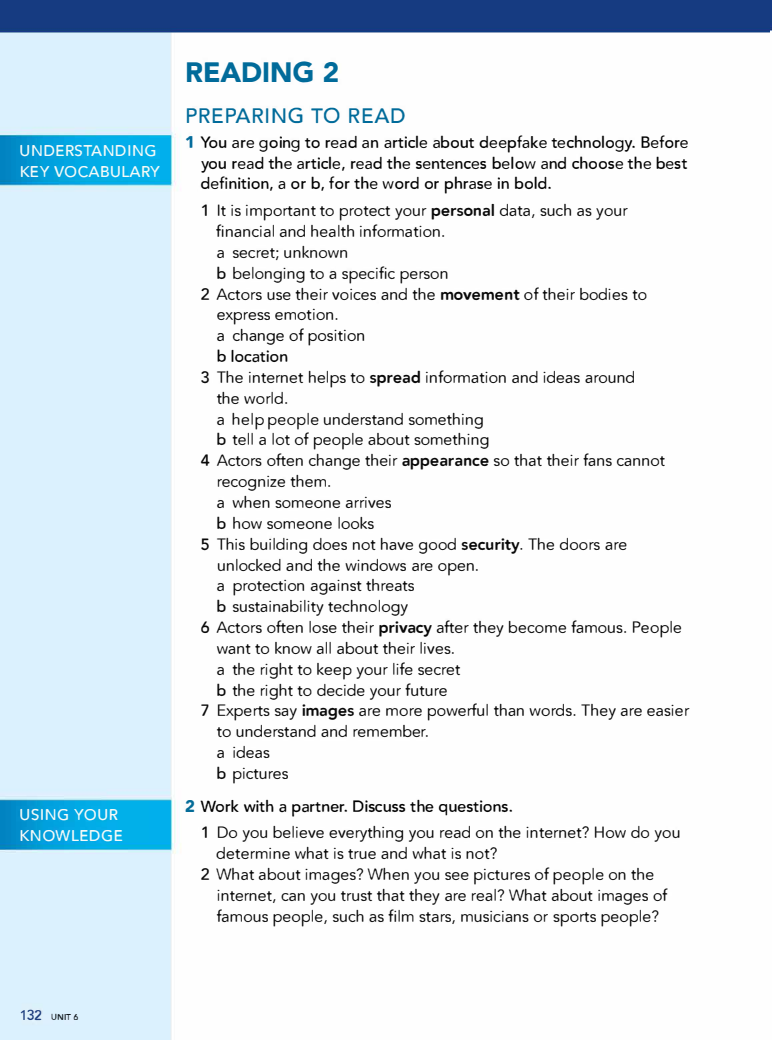 READING 2
PREPARING TO READ
UNDERSTANDING
KEY VOCABULARY
1 You are going to read an article about deepfake technology. Before
you read the article, read the sentences below and choose the best
definition, a or b, for the word or phrase in bold.
1 It is important to protect your personal data, such as your
financial and health information.
a secret; unknown
b belonging to a specific person
2 Actors use their voices and the movement of their bodies to
express emotion.
a change of position
b location
3 The internet helps to spread information and ideas around
the world.
a help people understand something
b tell a lot of people about something
4 Actors often change their appearance so that their fans cannot
recognize them.
a when someone arrives
b how someone looks
5 This building does not have good security. The doors are
unlocked and the windows are open.
a protection against threats
b sustainability technology
6 Actors often lose their privacy after they become famous. People
want to know all about their lives.
a the right to keep your life secret
b the right to decide your future
7 Experts say images are more powerful than words. They are easier
to understand and remember.
a ideas
b pictures
USING YOUR
KNOWLEDGE
2 Work with a partner. Discuss the questions.
1 Do you believe everything you read on the internet? How do you
determine what is true and what is not?
2 What about images? When you see pictures of people on the
internet, can you trust that they are real? What about images of
famous people, such as film stars, musicians or sports people?
132 UNIT 6